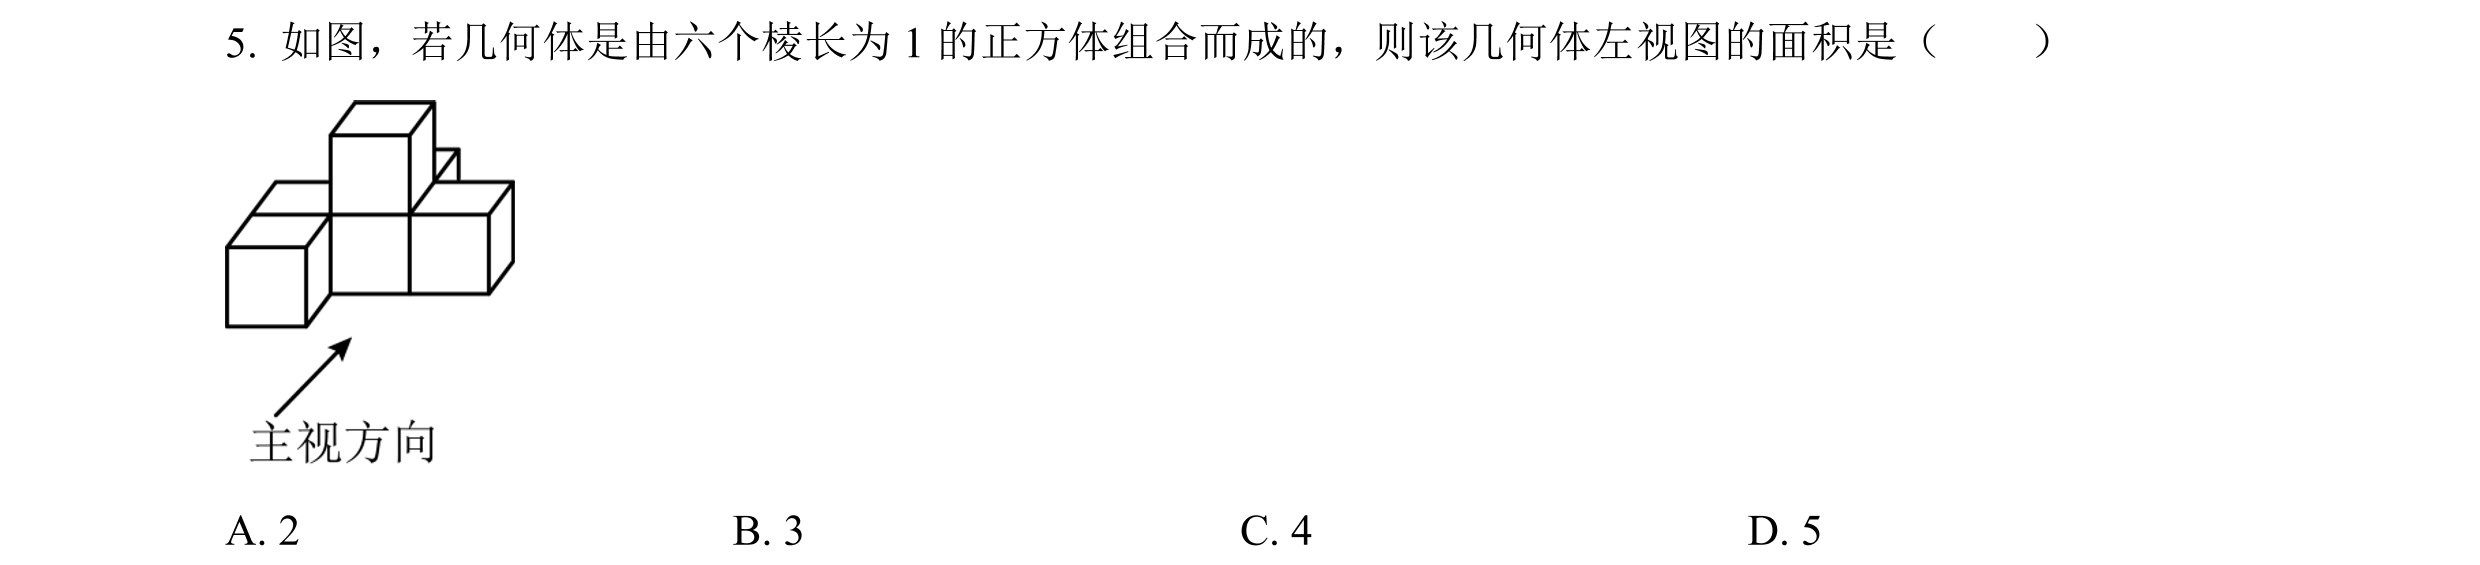 5. 如图，若几何体是由六个棱长为 1 的正方体组合而成的，则该几何体左视图的面积是（　　）
主视方向
A. 2　　B. 3　　C. 4　　D. 5